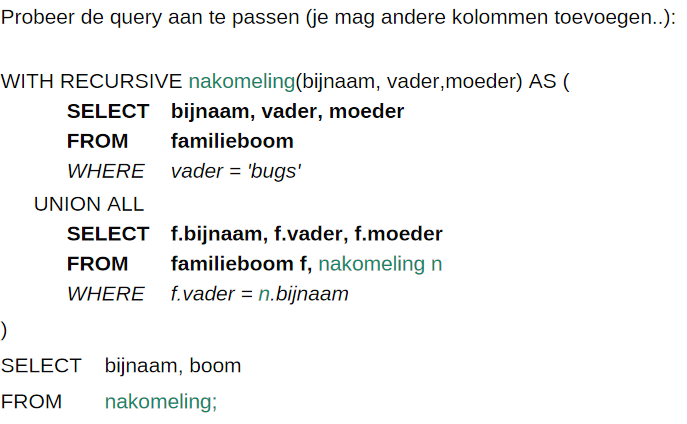 Probeer de query aan te passen (je mag andere kolommen toevoegen..):
WITH RECURSIVE nakomeling(bijnaam, vader,moeder) AS (
SELECT bijnaam, vader, moeder
FROM familieboom
WHERE vader = 'bugs'
UNION ALL
SELECT f.bijnaam, f.vader, f.moeder
FROM familieboom f, nakomeling n
WHERE f.vader = n.bijnaam
)
SELECT bijnaam, boom
FROM nakomeling;